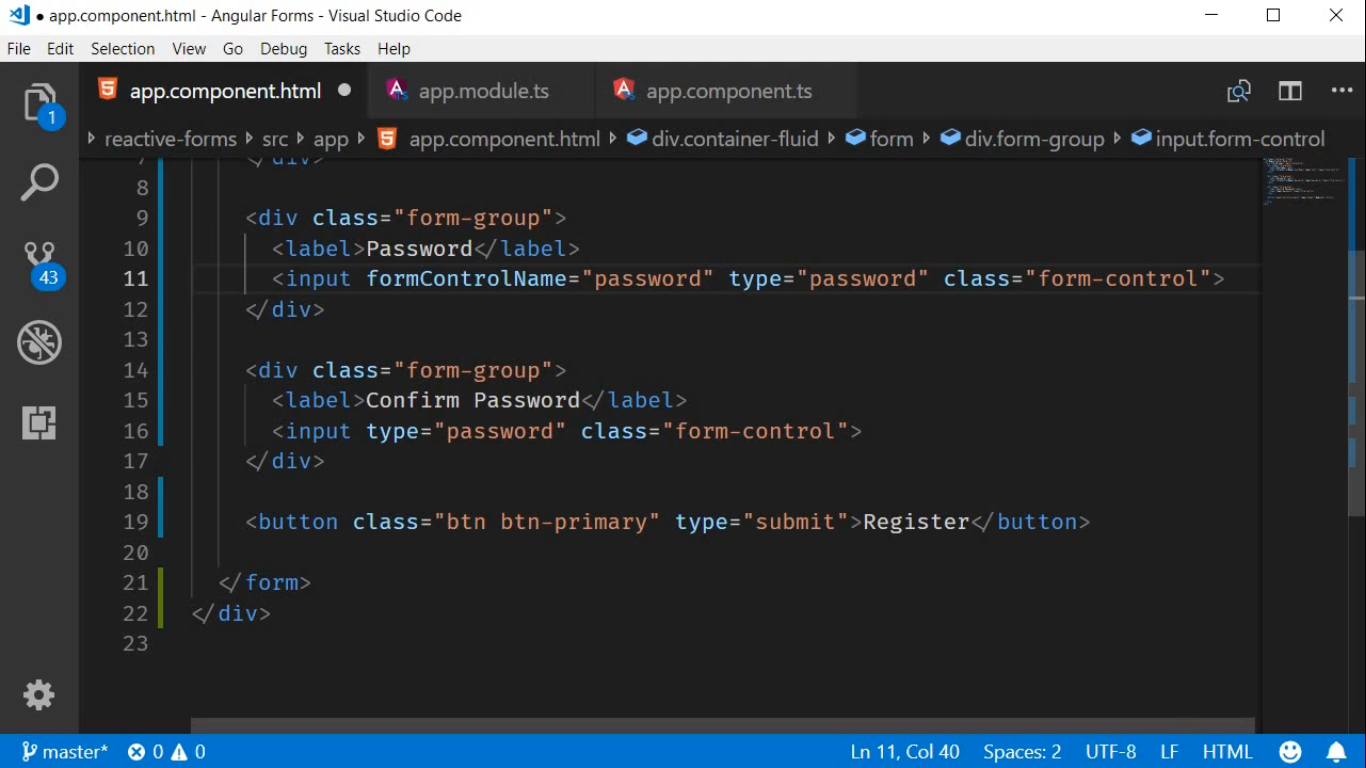 ● app.component.html - Angular Forms - Visual Studio Code
File Edit Selection View Go Debug Tasks Help
app.component.html ● app.module.ts app.component.ts
1
reactive-forms src app app.component.html div.container-fluid form div.form-group input.form-control
7 </div>
8
9 <div class="form-group">
10 <label>Password</label>
11 <input formControlName="password" type="password" class="form-control">
43
12 </div>
13
14 <div class="form-group">
15 <label>Confirm Password</label>
16 <input type="password" class="form-control">
17 </div>
18
19 <button class="btn btn-primary" type="submit">Register</button>
20
21 </form>
22 </div>
23
master* 0 0 Ln 11, Col 40 Spaces: 2 UTF-8 LF HTML